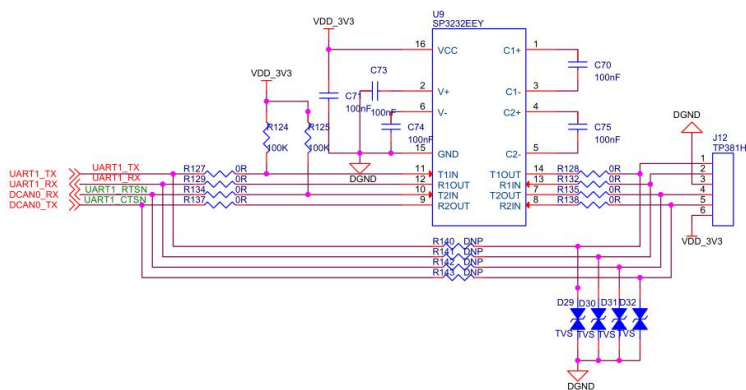 U9
SP3232EEY
VDD_3V3
16 VCC C1+ 1
C73
C70
100nF
VDD_3V3
2 V+ C1- 3
C71
100nF
100nF
6 V- C2+ 4
R124
R125
C74
100nF
C75
100nF
100K
100K
15 GND C2- 5
DGND
DGND
J12
TP381H
UART1_TX UART1_TX R127 0R 11 T1IN T1OUT 14 R128 0R 1
UART1_RX UART1_RX R129 0R 12 R1OUT R1IN 13 R132 0R 2
3
DCAN0_RX UART1_RTSN R134 0R 10 T2IN T2OUT 7 R135 0R 4
DCAN0_TX UART1_CTSN R137 0R 9 R2OUT R2IN 8 R138 0R 5
6
VDD_3V3
R140 DNP
R141 DNP
R142 DNP
R143 DNP
D29 D30 D31 D32
TVS TVS TVS TVS
DGND